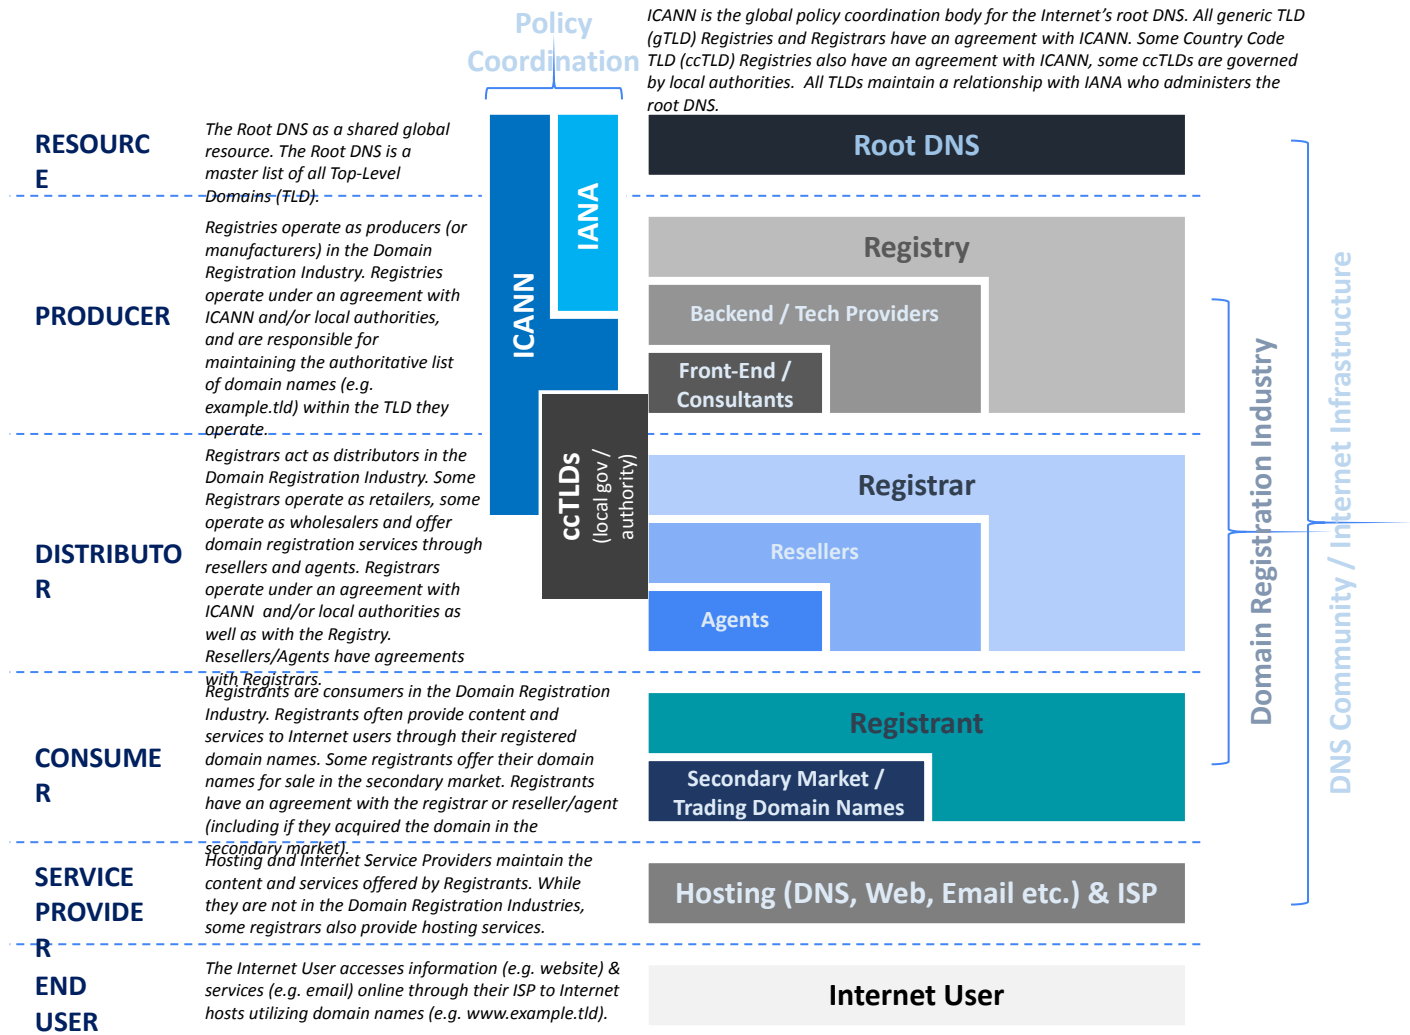 Policy
Coordination
ICANN is the global policy coordination body for the Internet's root DNS. All generic TLD
(gTLD) Registries and Registrars have an agreement with ICANN. Some Country Code
TLD (ccTLD) Registries also have an agreement with ICANN, some ccTLDs are governed
by local authorities.  All TLDs maintain a relationship with IANA who administers the
root DNS.
RESOURC
E
The Root DNS as a shared global
resource. The Root DNS is a
master list of all Top-Level
Domains (TLD).
ICANN
IANA
ccTLDs
(local gov /
authority)
Root DNS
PRODUCER
Registries operate as producers (or
manufacturers) in the Domain
Registration Industry. Registries
operate under an agreement with
ICANN and/or local authorities,
and are responsible for
maintaining the authoritative list
of domain names (e.g.
example.tld) within the TLD they
operate.
Registry
Backend / Tech Providers
Front-End /
Consultants
DISTRIBUTO
R
Registrars act as distributors in the
Domain Registration Industry. Some
Registrars operate as retailers, some
operate as wholesalers and offer
domain registration services through
resellers and agents. Registrars
operate under an agreement with
ICANN  and/or local authorities as
well as with the Registry.
Resellers/Agents have agreements
with Registrars.
Registrar
Resellers
Agents
CONSUME
R
Registrants are consumers in the Domain Registration
Industry. Registrants often provide content and
services to Internet users through their registered
domain names. Some registrants offer their domain
names for sale in the secondary market. Registrants
have an agreement with the registrar or reseller/agent
(including if they acquired the domain in the
secondary market).
Registrant
Secondary Market /
Trading Domain Names
SERVICE
PROVIDE
R
Hosting and Internet Service Providers maintain the
content and services offered by Registrants. While
they are not in the Domain Registration Industries,
some registrars also provide hosting services.
Hosting (DNS, Web, Email etc.) & ISP
END
USER
The Internet User accesses information (e.g. website) &
services (e.g. email) online through their ISP to Internet
hosts utilizing domain names (e.g. www.example.tld).
Internet User
Domain Registration Industry
DNS Community / Internet Infrastructure